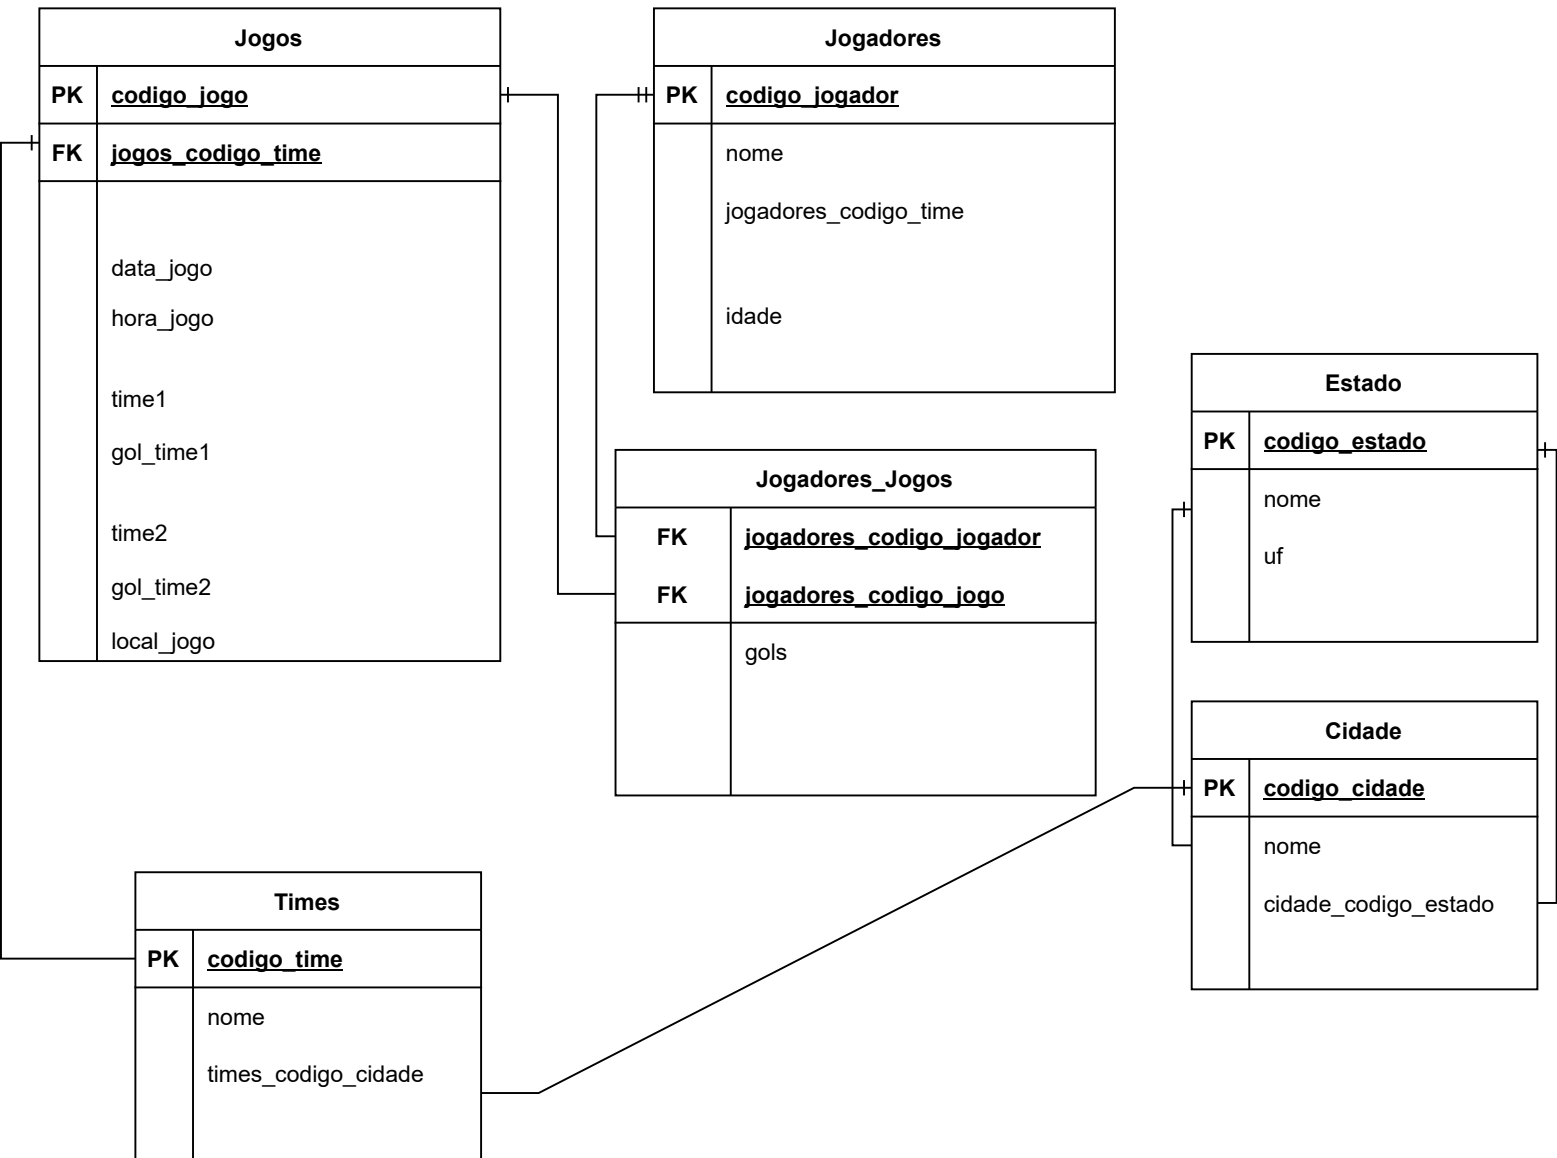 Jogos
PK codigo_jogo
FK jogos_codigo_time
data_jogo
hora_jogo
time1
gol_time1
time2
gol_time2
local_jogo
Jogadores
PK codigo_jogador
nome
jogadores_codigo_time
idade
Jogadores_Jogos
FK jogadores_codigo_jogador
FK jogadores_codigo_jogo
gols
Estado
PK codigo_estado
nome
uf
Cidade
PK codigo_cidade
nome
cidade_codigo_estado
Times
PK codigo_time
nome
times_codigo_cidade